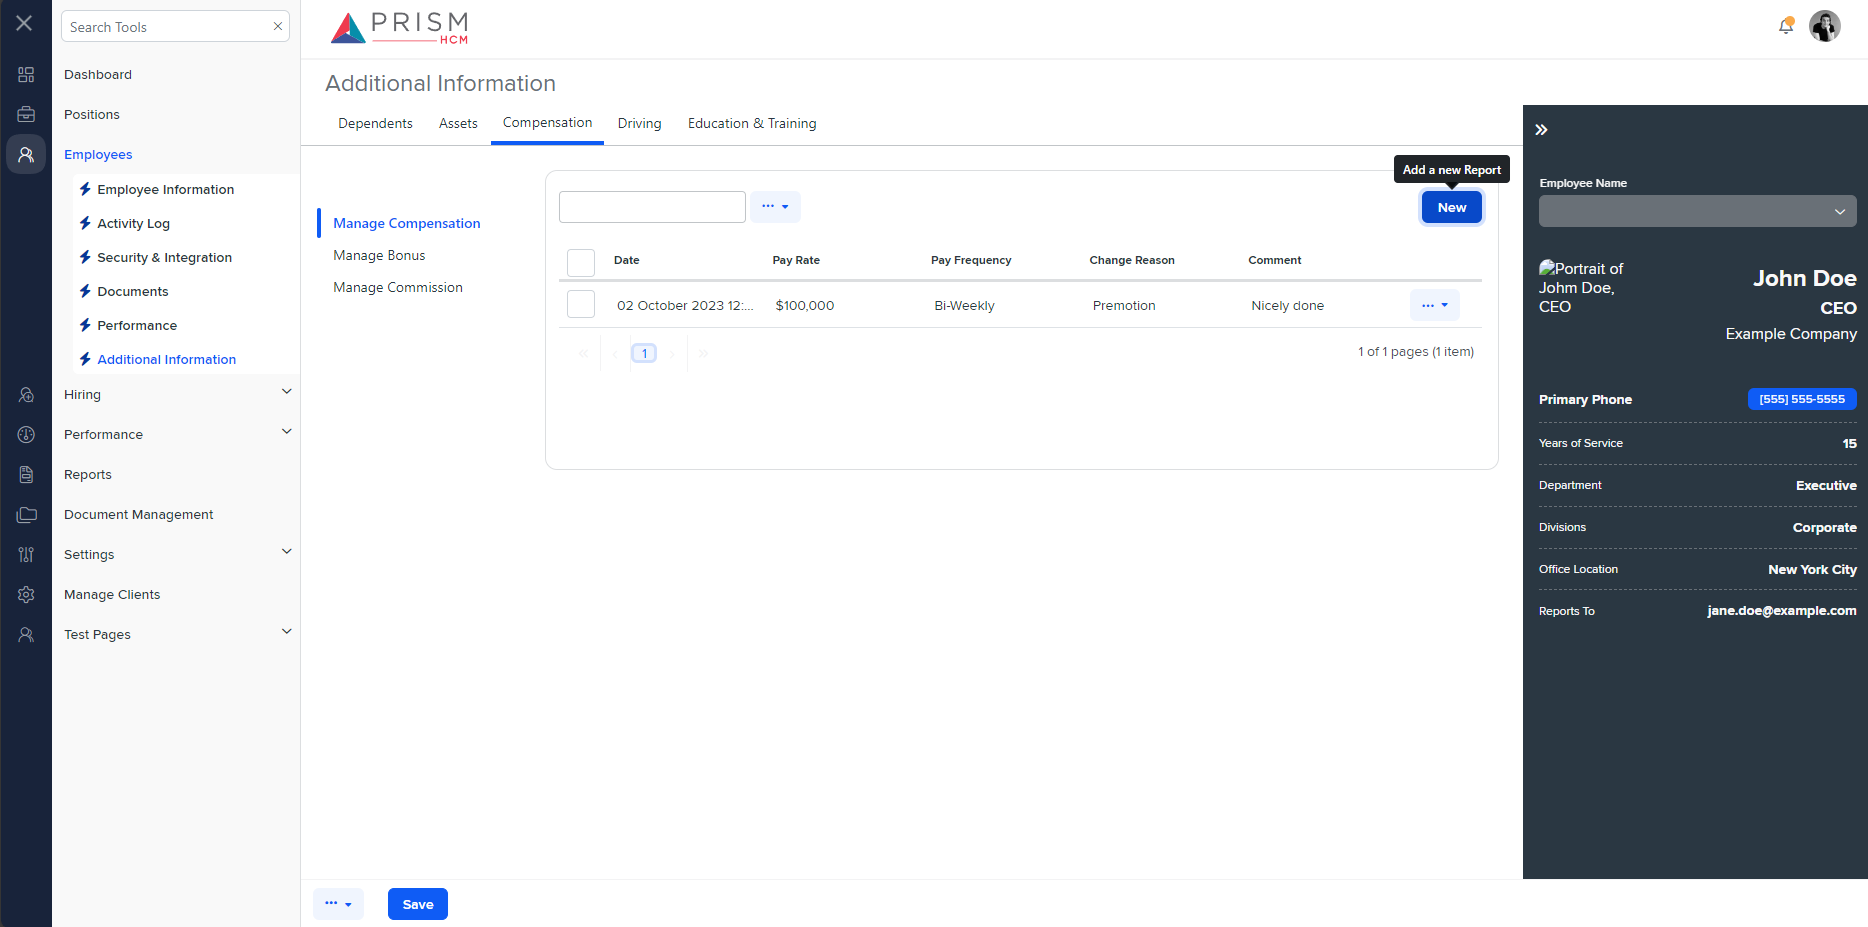 Search Tools
Dashboard
Positions
Employees
Employee Information
Activity Log
Security & Integration
Documents
Performance
Additional Information
Hiring
Performance
Reports
Document Management
Settings
Manage Clients
Test Pages
PRISM
HCM
Additional Information
Dependents Assets Compensation Driving Education & Training
Manage Compensation
Manage Bonus
Manage Commission
Add a new Report
New
Date Pay Rate Pay Frequency Change Reason Comment
02 October 2023 12:... $100,000 Bi-Weekly Premotion Nicely done
1
1 of 1 pages (1 item)
Save
Employee Name
Portrait of
Johm Doe,
CEO
John Doe
CEO
Example Company
Primary Phone [555] 555-5555
Years of Service 15
Department Executive
Divisions Corporate
Office Location New York City
Reports To jane.doe@example.com